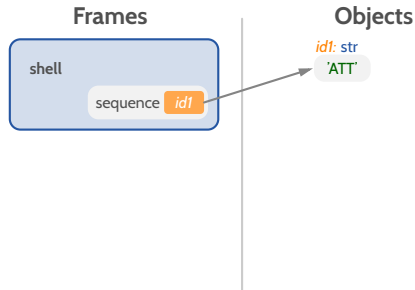 Frames
Objects
id1: str
shell
'ATT'
sequence id1